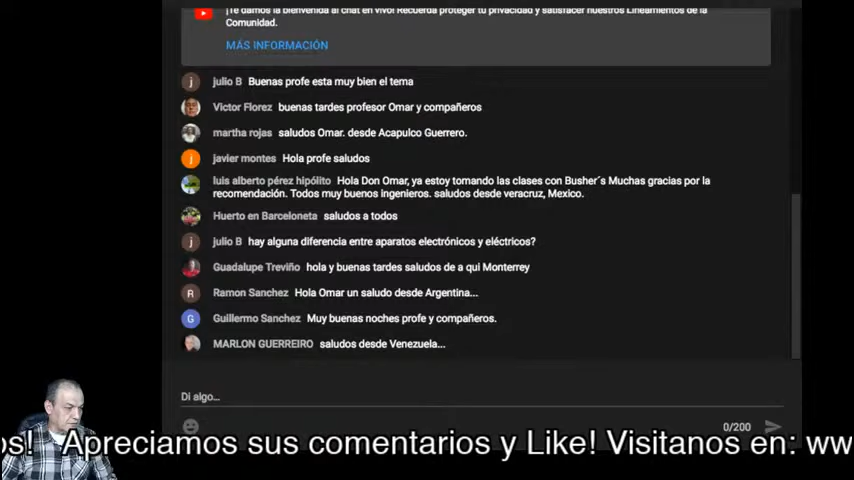 ¡Te damos la bienvenida al chat en vivo! Recuerda proteger tu privacidad y satisfacer nuestros Lineamientos de la
Comunidad.
MÁS INFORMACIÓN
j julio B Buenas profe esta muy bien el tema
Victor Florez buenas tardes profesor Omar y compañeros
martha rojas saludos Omar. desde Acapulco Guerrero.
j javier montes Hola profe saludos
luis alberto pérez hipólito Hola Don Omar, ya estoy tomando las clases con Busher´s Muchas gracias por la
recomendación. Todos muy buenos ingenieros. saludos desde veracruz, Mexico.
Huerto en Barceloneta saludos a todos
j julio B hay alguna diferencia entre aparatos electrónicos y eléctricos?
Guadalupe Treviño hola y buenas tardes saludos de a qui Monterrey
R Ramon Sanchez Hola Omar un saludo desde Argentina...
G Guillermo Sanchez Muy buenas noches profe y compañeros.
MARLON GUERREIRO saludos desde Venezuela...
Di algo...
0/200
os! Apreciamos sus comentarios y Like! Visitanos en: ww